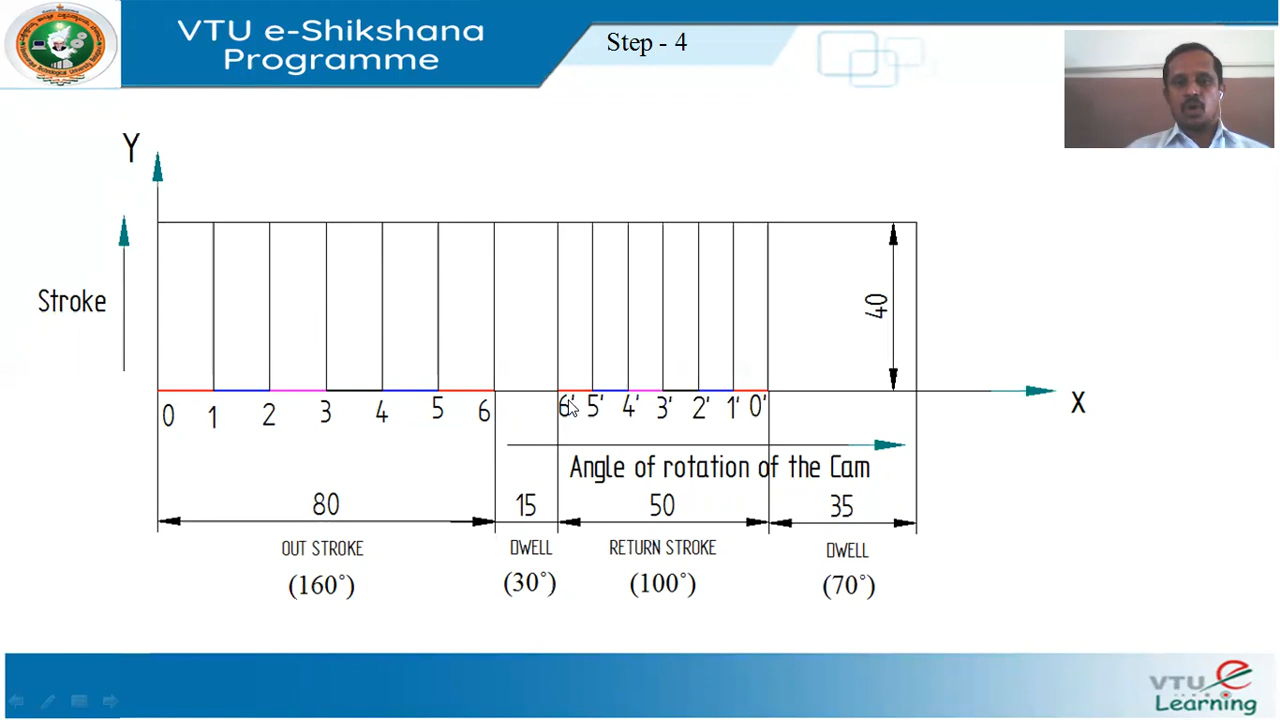 VTU e-Shikshana
Programme
Step - 4
Y
Stroke
40
0 1 2 3 4 5 6 6' 5' 4' 3' 2' 1' 0'
X
Angle of rotation of the Cam
80 15 50 35
OUT STROKE DWELL RETURN STROKE DWELL
(160°) (30°) (100°) (70°)
VTU
Learning